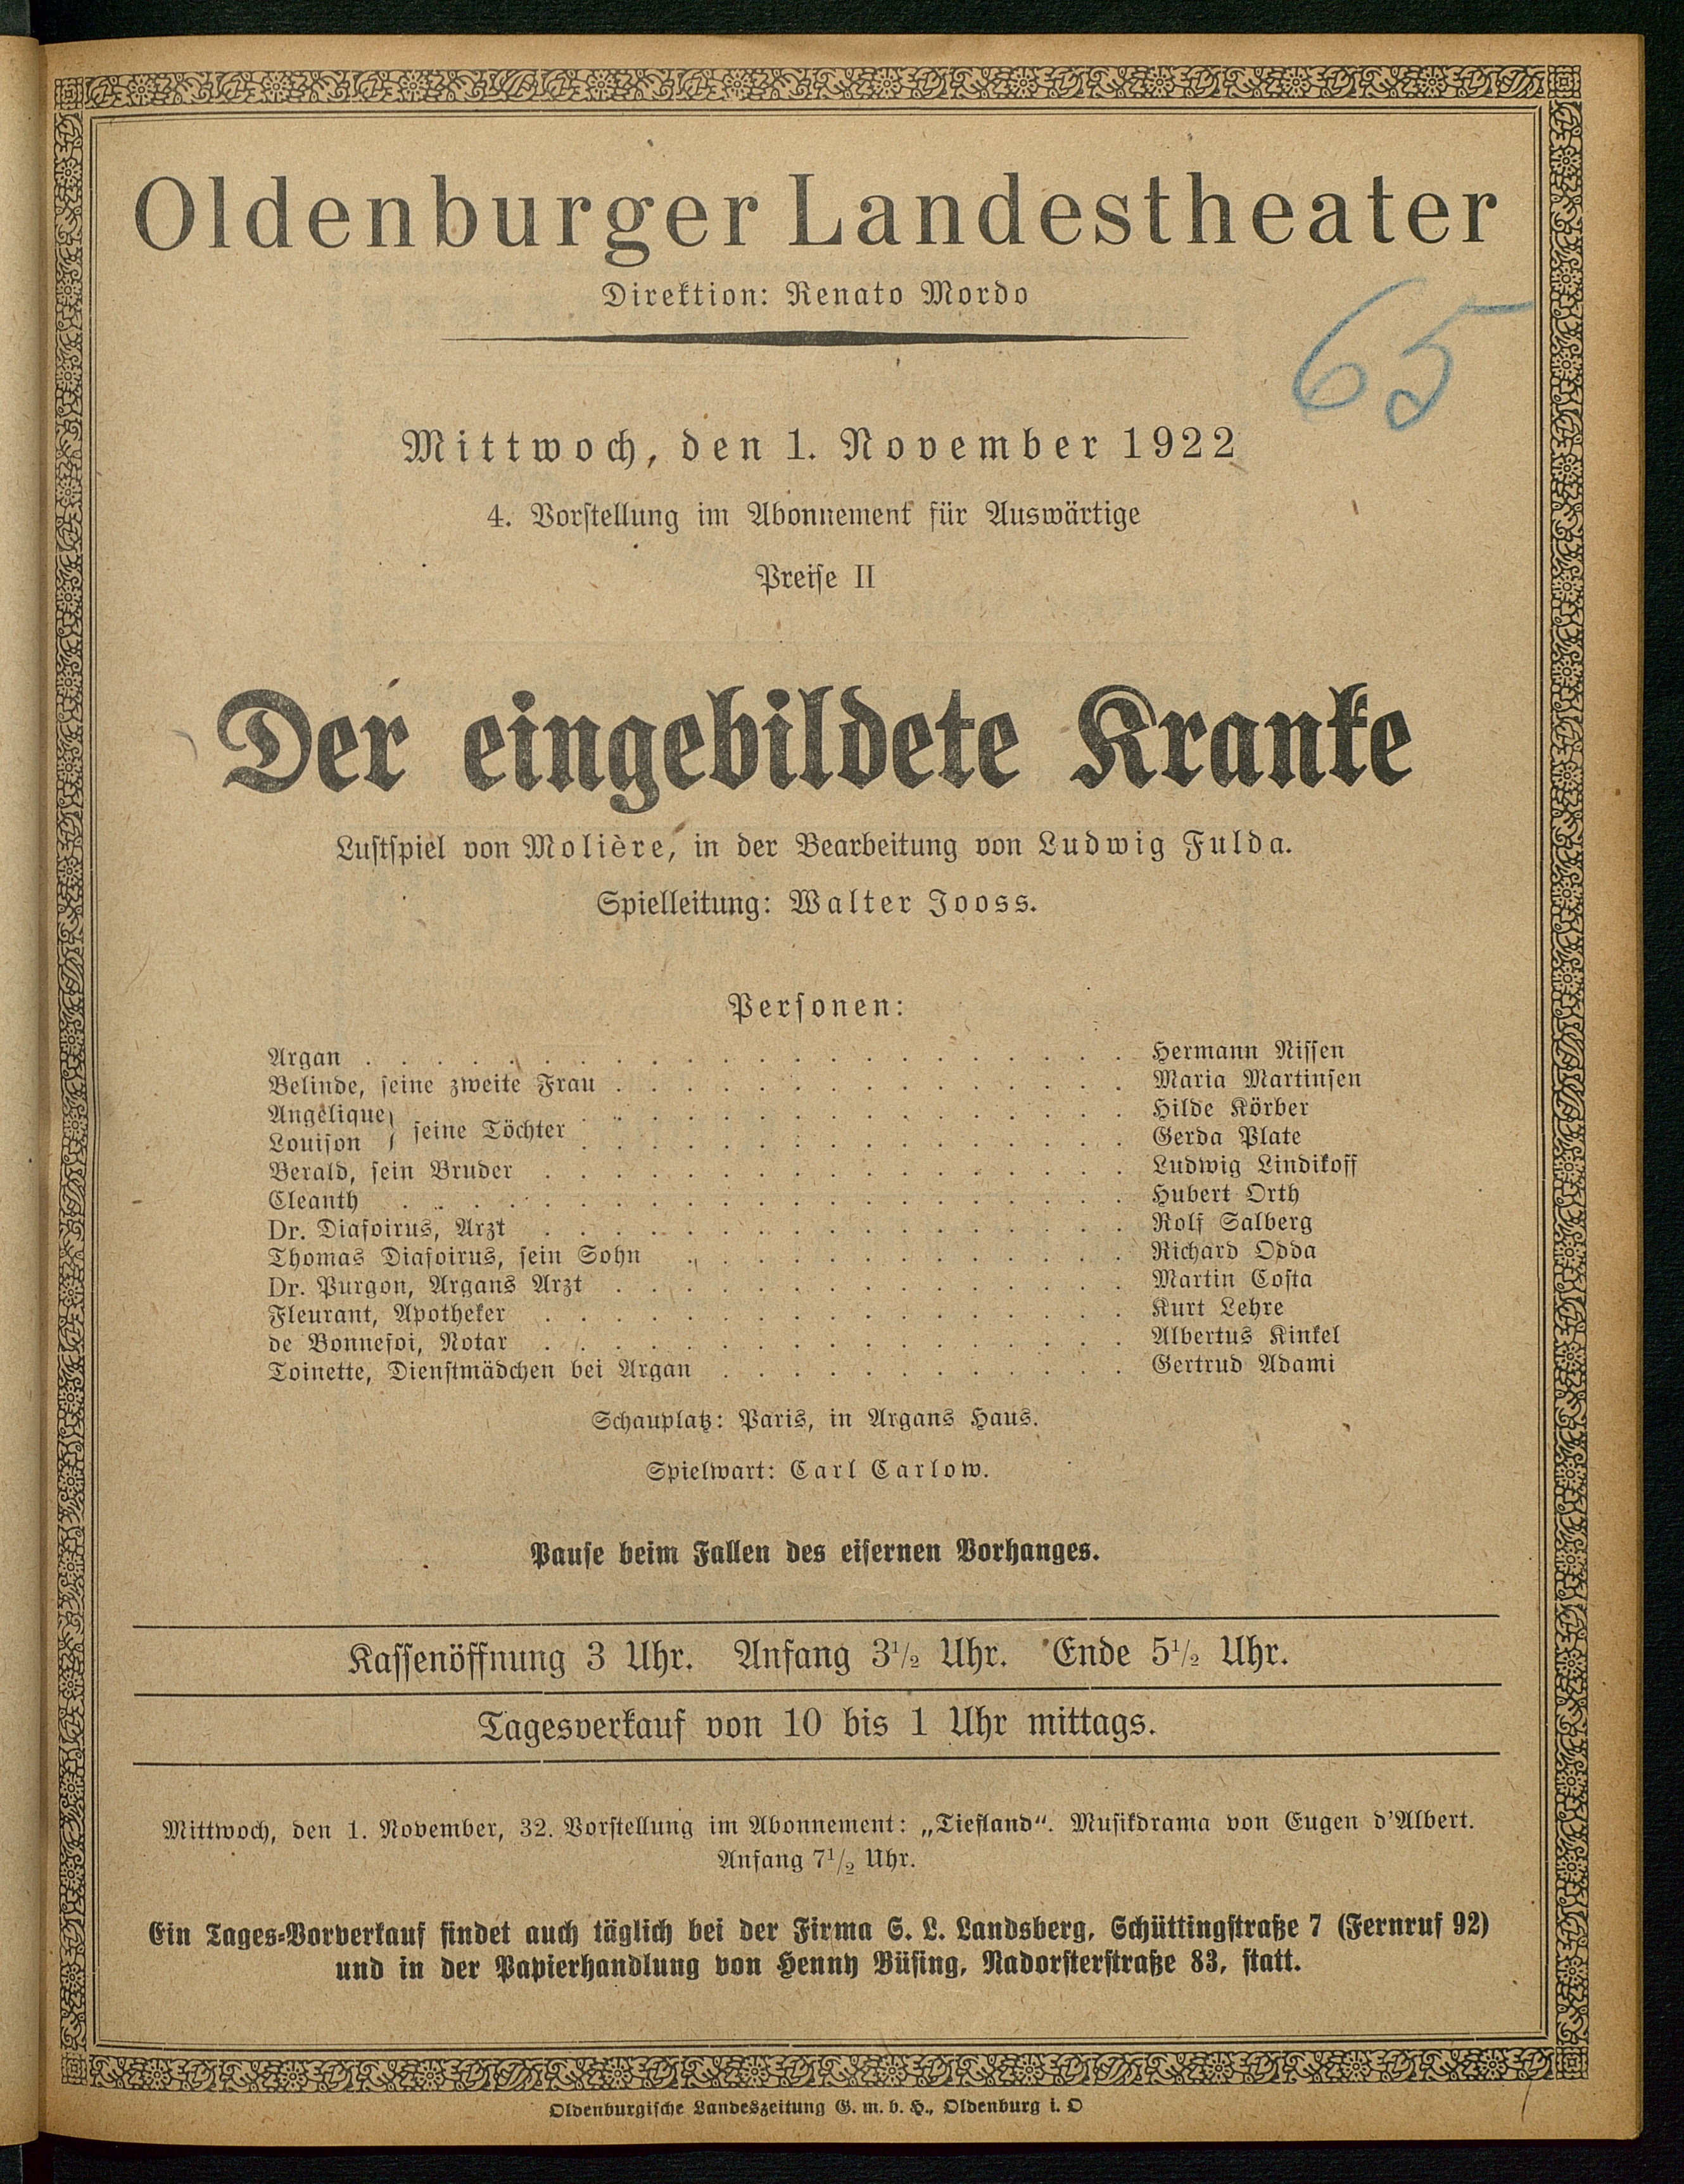 Oldenburger Landestheater
Direktion: Renato Mordo
65
Mittwoch, den 1. November 1922
4. Vorstellung im Abonnement für Auswärtige
Preise II
Der eingebildete Kranke
Lustspiel von Molière, in der Bearbeitung von Ludwig Fulda.
Spielleitung: Walter Jooss.
Personen:
Argan . . . . . . . . . . . . . . . . . . . . . . Hermann Nissen
Belinde, seine zweite Frau . . . . . . . . . . . . . . . Maria Martinsen
Angélique } seine Töchter . . . . . . . . . . . . . . . . Hilde Körber
Louison } . . . . . . . . . . . . . . . . Gerda Plate
Berald, sein Bruder . . . . . . . . . . . . . . . . . Ludwig Lindikoff
Cleanth . . . . . . . . . . . . . . . . . . . . . Hubert Orth
Dr. Diafoirus, Arzt . . . . . . . . . . . . . . . . . Rolf Salberg
Thomas Diafoirus, sein Sohn . . . . . . . . . . . . . Richard Odda
Dr. Purgon, Argans Arzt . . . . . . . . . . . . . . . Martin Costa
Fleurant, Apotheker . . . . . . . . . . . . . . . . . Kurt Lehre
de Bonnefoi, Notar . . . . . . . . . . . . . . . . . Albertus Kinkel
Toinette, Dienstmädchen bei Argan . . . . . . . . . . . . Gertrud Adami
Schauplatz: Paris, in Argans Haus.
Spielwart: Carl Carlow.
Pause beim Fallen des eisernen Vorhanges.
Kassenöffnung 3 Uhr. Anfang 3½ Uhr. Ende 5½ Uhr.
Tagesverkauf von 10 bis 1 Uhr mittags.
Mittwoch, den 1. November, 32. Vorstellung im Abonnement: „Tiefland“. Musikdrama von Eugen d'Albert.
Anfang 7½ Uhr.
Ein Tages-Vorverkauf findet auch täglich bei der Firma S. L. Landsberg, Schüttingstraße 7 (Fernruf 92)
und in der Papierhandlung von Henny Büsing, Nadorsterstraße 83, statt.
Oldenburgische Landeszeitung G. m. b. H., Oldenburg i. O